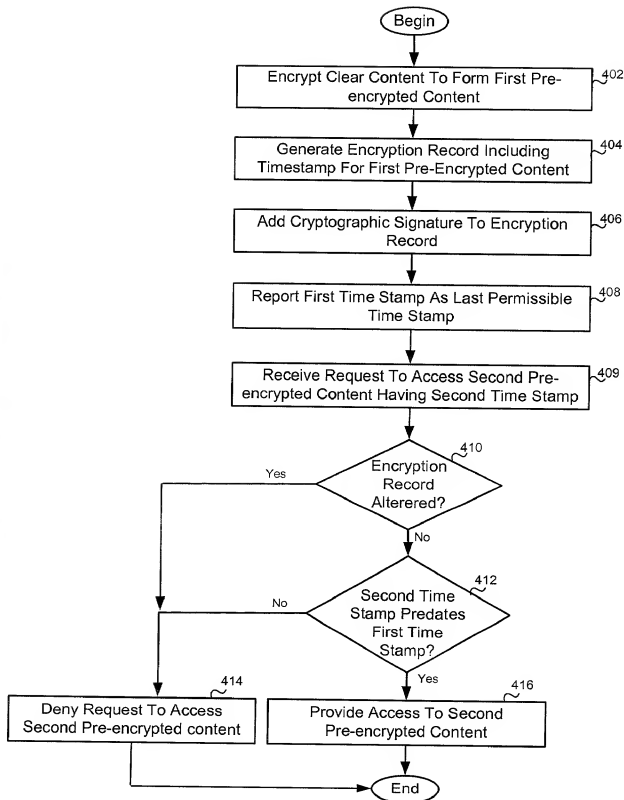 Begin
Encrypt Clear Content To Form First Pre-
encrypted Content
402
Generate Encryption Record Including
Timestamp For First Pre-Encrypted Content
404
Add Cryptographic Signature To Encryption
Record
406
Report First Time Stamp As Last Permissible
Time Stamp
408
Receive Request To Access Second Pre-
encrypted Content Having Second Time Stamp
409
410
Encryption
Record
Alterered?
Yes
No
412
Second Time
Stamp Predates
First Time
Stamp?
No
Yes
414
Deny Request To Access
Second Pre-encrypted content
416
Provide Access To Second
Pre-encrypted Content
End